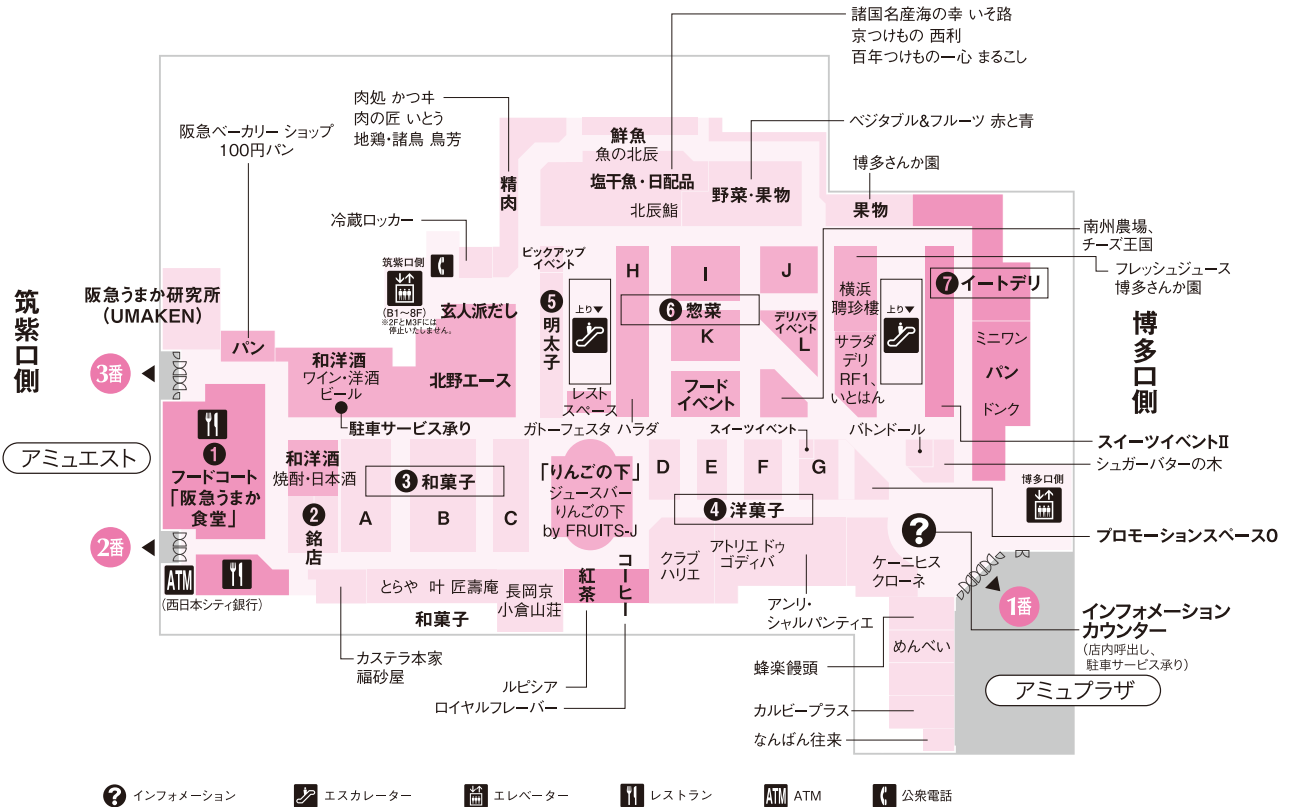 諸国名産海の幸 いそ路
京つけもの 西利
百年つけもの一心 まるこし
肉処 かつヰ
肉の匠 いとう
地鶏・諸鳥 鳥芳
阪急ベーカリー ショップ
100円パン
ベジタブル&フルーツ 赤と青
鮮魚
魚の北辰
博多さんか園
塩干魚・日配品
野菜・果物
精肉
北辰鮨
果物
冷蔵ロッカー
南州農場、
チーズ王国
ピックアップ
イベント
筑紫口側
(B1〜8F)
※2FとM3Fには
停止いたしません。
H
I
J
フレッシュジュース
博多さんか園
❼イートデリ
横浜
聘珍樓
筑紫口側
阪急うまか研究所
(UMAKEN)
玄人派だし
❺明太子
上り▼
❻惣菜
デリパラ
イベント
L
上り▼
K
サラダ
デリ
RF1、
いとはん
ミニワン
パン
ドンク
博多口側
パン
3番
和洋酒
ワイン・洋酒
ビール
北野エース
レスト
スペース
フード
イベント
駐車サービス承り
ガトーフェスタ ハラダ
スイーツイベント
バトンドール
スイーツイベントII
シュガーバターの木
アミュエスト
❶
フードコート
「阪急うまか
食堂」
和洋酒
焼酎・日本酒
❸和菓子
「りんごの下」
ジュースバー
りんごの下
by FRUITS-J
D
E
F
G
博多口側
❹洋菓子
❷銘店
A
B
C
プロモーションスペースO
2番
ATM
(西日本シティ銀行)
クラブ
ハリエ
アトリエ ドゥ
ゴディバ
ケーニヒス
クローネ
とらや
叶 匠壽庵
長岡京
小倉山荘
紅茶
コーヒー
和菓子
アンリ・
シャルパンティエ
1番
インフォメーション
カウンター
(店内呼出し、
駐車サービス承り)
めんべい
カステラ本家
福砂屋
蜂楽饅頭
ルピシア
ロイヤルフレーバー
アミュプラザ
カルビープラス
なんばん往来
? インフォメーション
エスカレーター
エレベーター
レストラン
ATM ATM
公衆電話